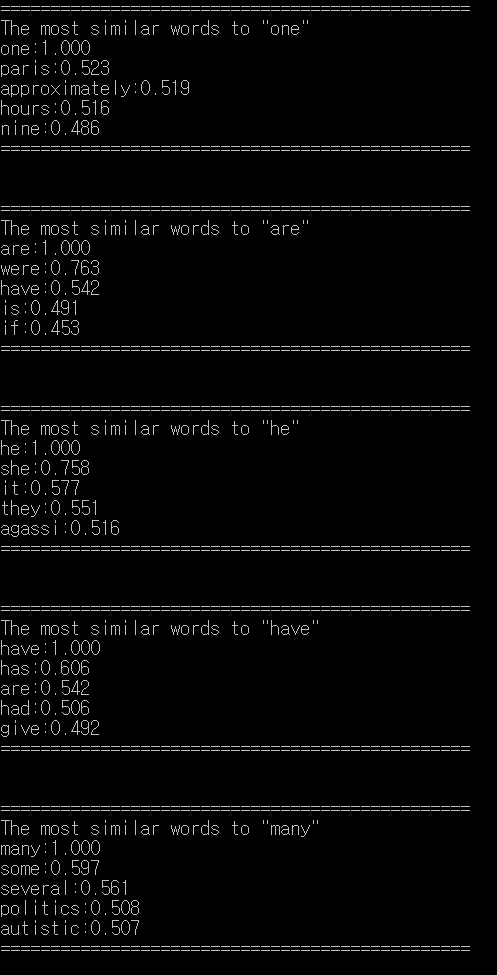 ===============================================
The most similar words to "one"
one:1.000
paris:0.523
approximately:0.519
hours:0.516
nine:0.486
===============================================
===============================================
The most similar words to "are"
are:1.000
were:0.763
have:0.542
is:0.491
if:0.453
===============================================
===============================================
The most similar words to "he"
he:1.000
she:0.758
it:0.577
they:0.551
agassi:0.516
===============================================
===============================================
The most similar words to "have"
have:1.000
has:0.606
are:0.542
had:0.506
give:0.492
===============================================
===============================================
The most similar words to "many"
many:1.000
some:0.597
several:0.561
politics:0.508
autistic:0.507
===============================================